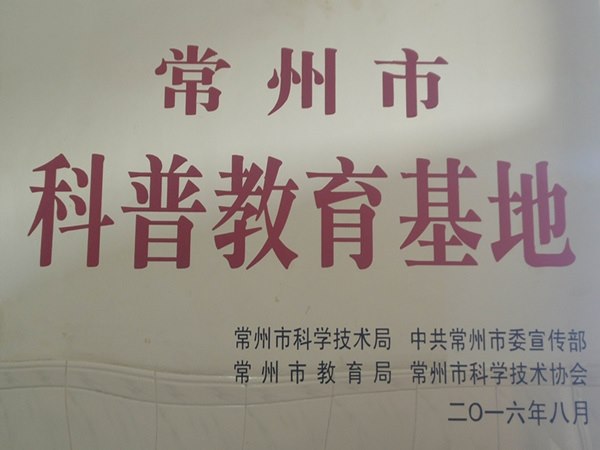 常州市
科普教育基地
常州市科学技术局 中共常州市委宣传部
常州市教育局 常州市科学技术协会
二〇一六年八月